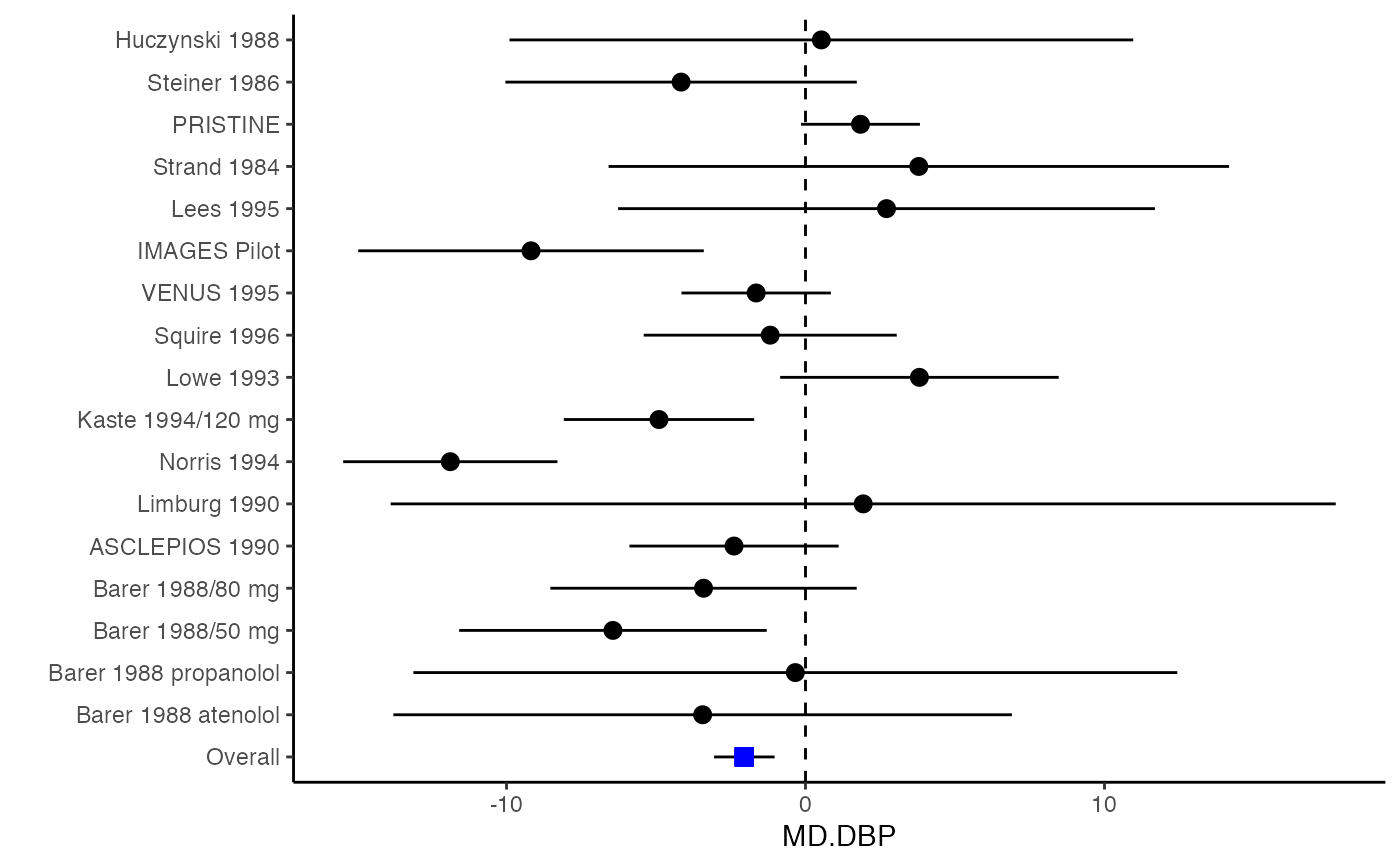 Huczynski 1988
Steiner 1986
PRISTINE
Strand 1984
Lees 1995
IMAGES Pilot
VENUS 1995
Squire 1996
Lowe 1993
Kaste 1994/120 mg
Norris 1994
Limburg 1990
ASCLEPIOS 1990
Barer 1988/80 mg
Barer 1988/50 mg
Barer 1988 propanolol
Barer 1988 atenolol
Overall
-10 0 10
MD.DBP